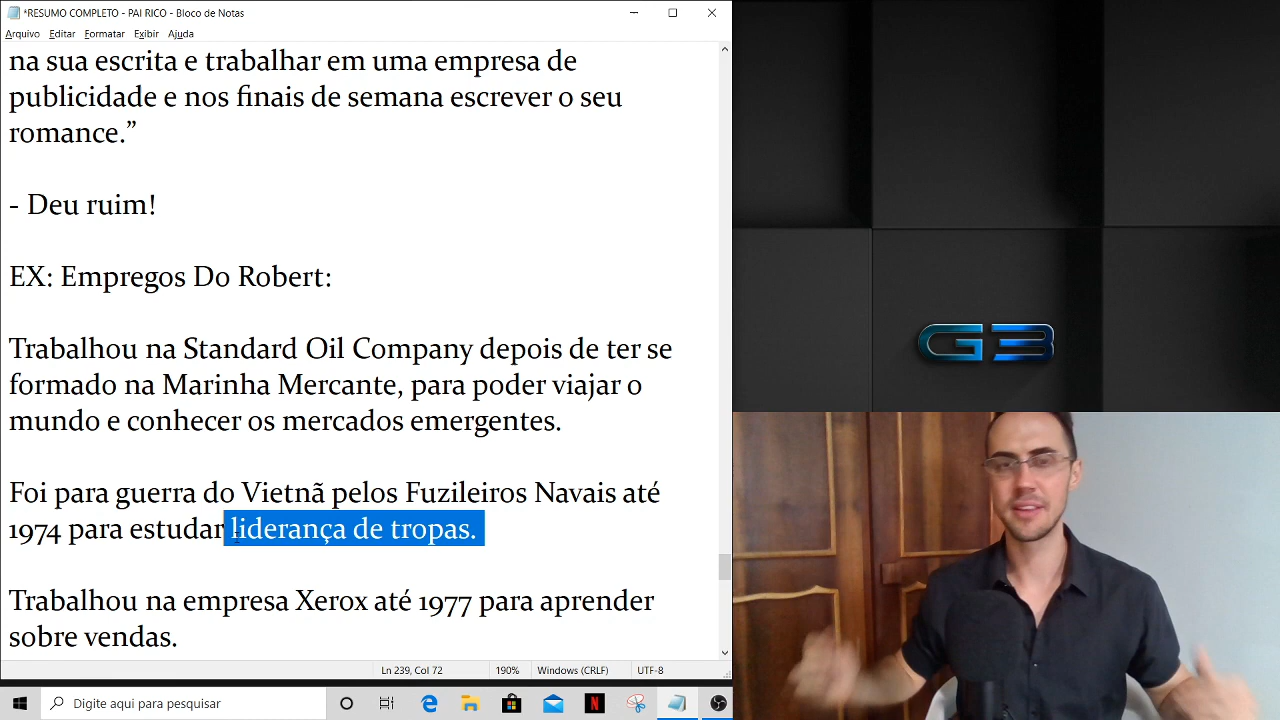 *RESUMO COMPLETO - PAI RICO - Bloco de Notas
Arquivo Editar Formatar Exibir Ajuda
na sua escrita e trabalhar em uma empresa de
publicidade e nos finais de semana escrever o seu
romance.”
- Deu ruim!
EX: Empregos Do Robert:
Trabalhou na Standard Oil Company depois de ter se
formado na Marinha Mercante, para poder viajar o
mundo e conhecer os mercados emergentes.
Foi para guerra do Vietnã pelos Fuzileiros Navais até
1974 para estudar liderança de tropas.
Trabalhou na empresa Xerox até 1977 para aprender
sobre vendas.
Ln 239, Col 72 190% Windows (CRLF) UTF-8
Digite aqui para pesquisar
N
G3